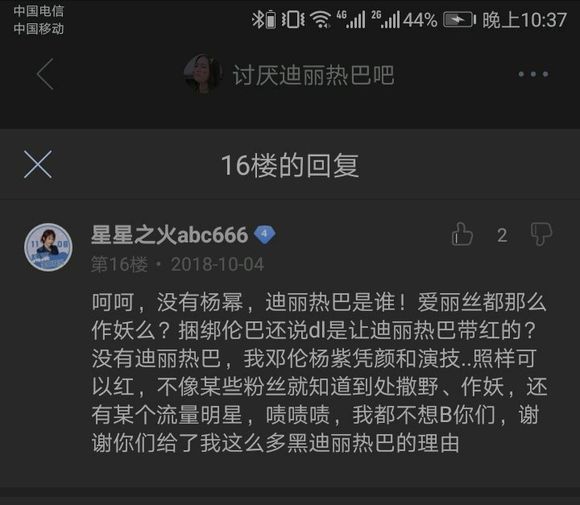 中国电信
中国移动
4G 2G 44% 晚上10:37
讨厌迪丽热巴吧
16楼的回复
星星之火abc666 4
2
第16楼 · 2018-10-04
呵呵，没有杨幂，迪丽热巴是谁！爱丽丝都那么
作妖么？捆绑伦巴还说dl是让迪丽热巴带红的？
没有迪丽热巴，我邓伦杨紫凭颜和演技..照样可
以红，不像某些粉丝就知道到处撒野、作妖，还
有某个流量明星，啧啧啧，我都不想B你们，谢
谢你们给了我这么多黑迪丽热巴的理由